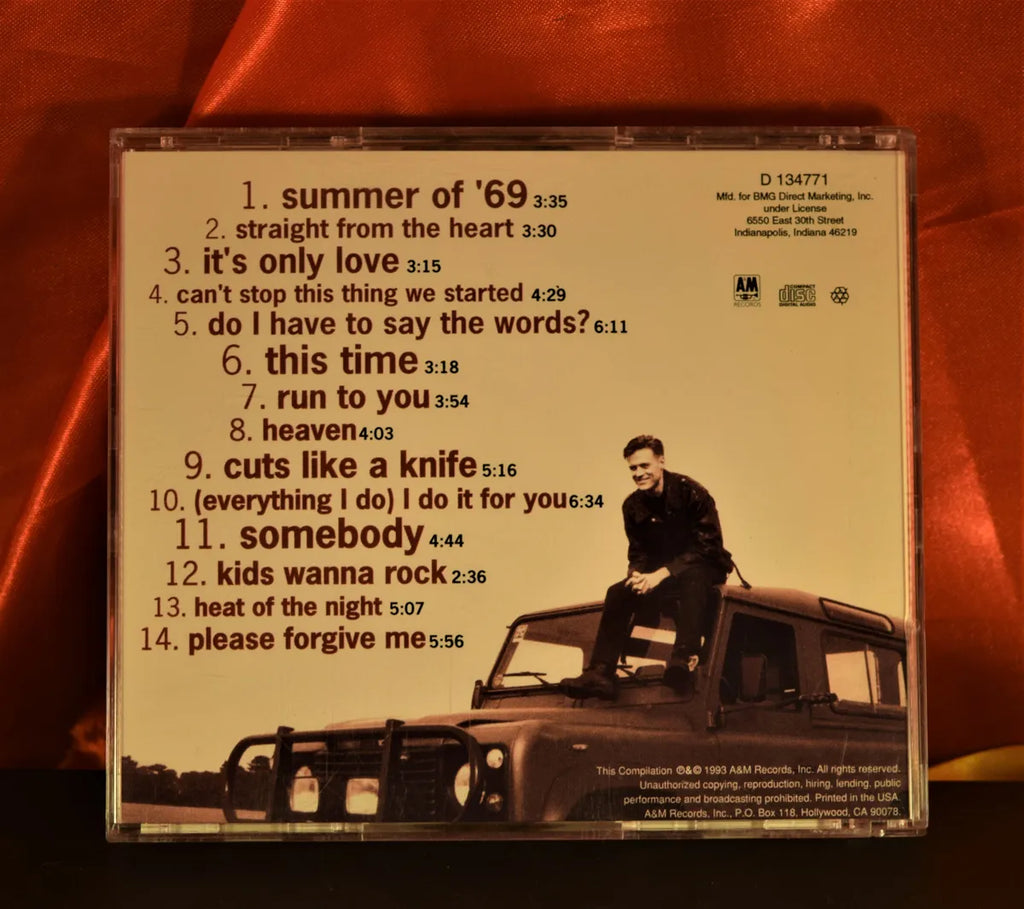 1. summer of '69 3:35
2. straight from the heart 3:30
3. it's only love 3:15
4. can't stop this thing we started 4:29
5. do I have to say the words? 6:11
6. this time 3:18
7. run to you 3:54
8. heaven 4:03
9. cuts like a knife 5:16
10. (everything I do) I do it for you 6:34
11. somebody 4:44
12. kids wanna rock 2:36
13. heat of the night 5:07
14. please forgive me 5:56
D 134771
Mfd. for BMG Direct Marketing, Inc.
under License
6550 East 30th Street
Indianapolis, Indiana 46219
A&M
RECORDS
COMPACT
disc
DIGITAL AUDIO
This Compilation ℗&© 1993 A&M Records, Inc. All rights reserved.
Unauthorized copying, reproduction, hiring, lending, public
performance and broadcasting prohibited. Printed in the USA.
A&M Records, Inc., P.O. Box 118, Hollywood, CA 90078.